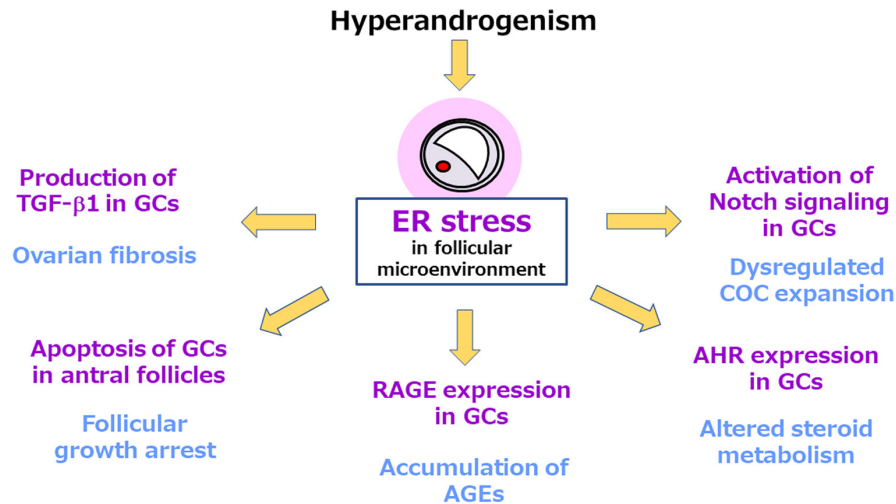 Hyperandrogenism
ER stress
in follicular
microenvironment
Production of
TGF-β1 in GCs
Ovarian fibrosis
Apoptosis of GCs
in antral follicles
Follicular
growth arrest
RAGE expression
in GCs
Accumulation of
AGEs
Activation of
Notch signaling
in GCs
Dysregulated
COC expansion
AHR expression
in GCs
Altered steroid
metabolism